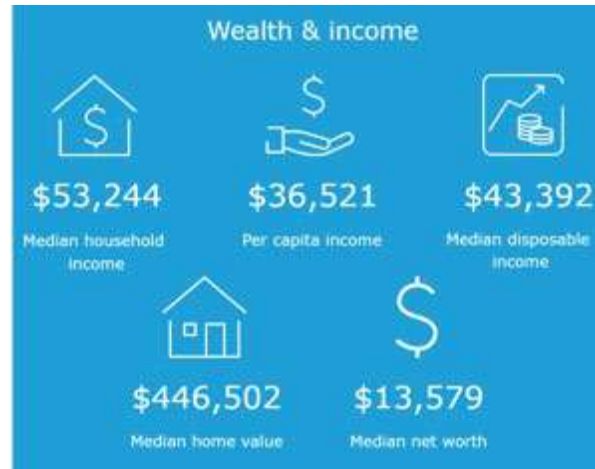 Wealth & income
$53,244
$36,521
$43,392
Median household
income
Per capita income
Median disposable
income
$446,502
$13,579
Median home value
Median net worth